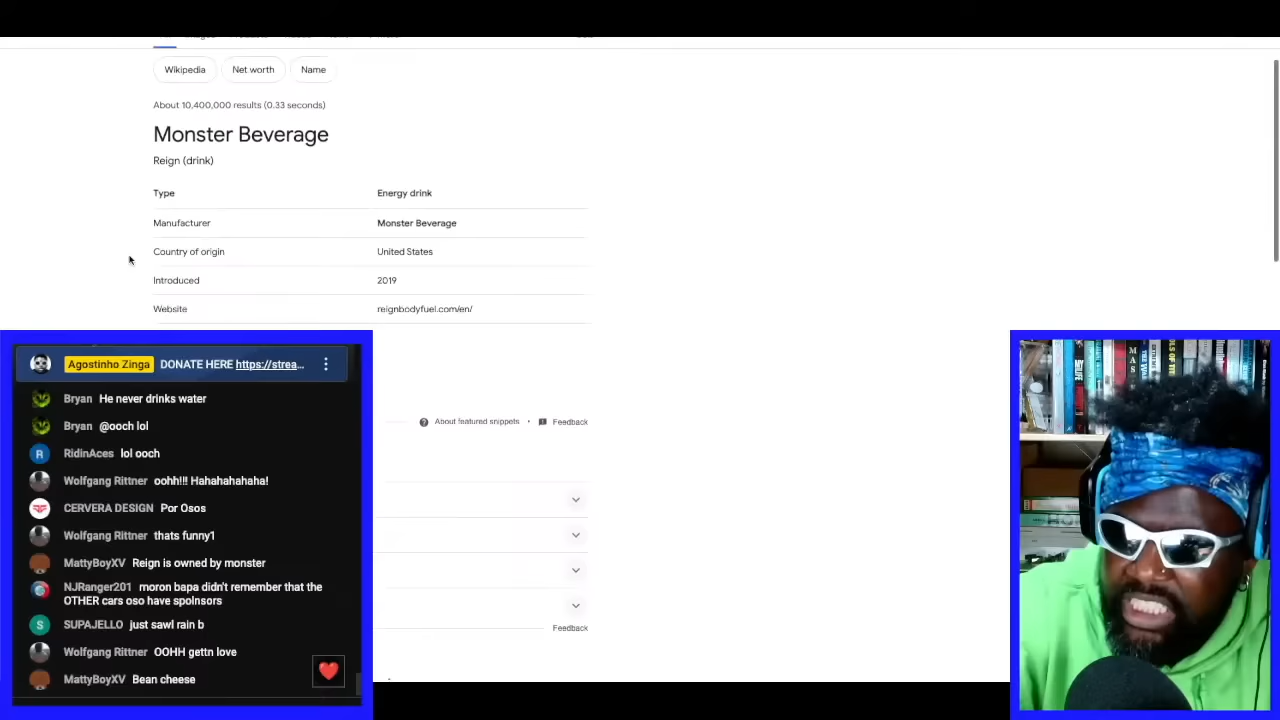 Wikipedia Net worth Name
About 10,400,000 results (0.33 seconds)
Monster Beverage
Reign (drink)
Type Energy drink
Manufacturer Monster Beverage
Country of origin United States
Introduced 2019
Website reignbodyfuel.com/en/
About featured snippets • Feedback
Feedback
Agostinho Zinga DONATE HERE https://strea...
Bryan He never drinks water
Bryan @ooch lol
RidinAces lol ooch
Wolfgang Rittner oohh!!! Hahahahahaha!
CERVERA DESIGN Por Osos
Wolfgang Rittner thats funny1
MattyBoyXV Reign is owned by monster
NJRanger201 moron bapa didn't remember that the
OTHER cars oso have spolnsors
SUPAJELLO just sawl rain b
Wolfgang Rittner OOHH gettn love
MattyBoyXV Bean cheese